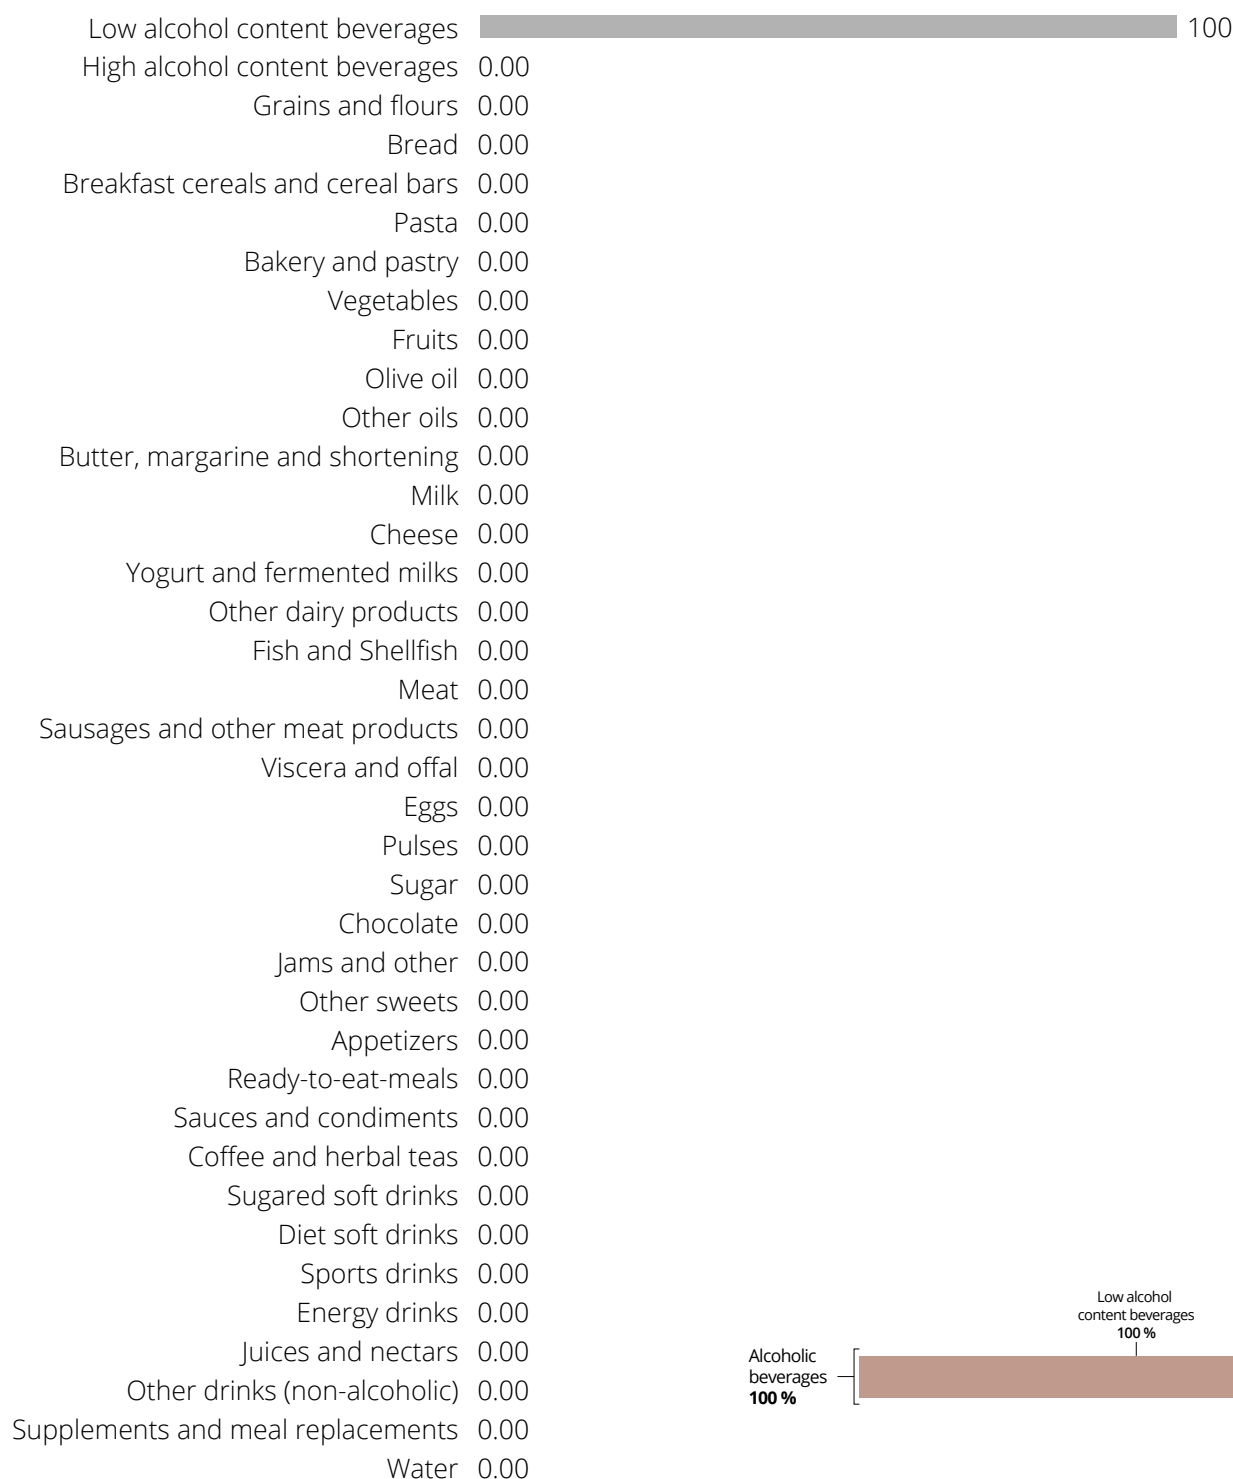 Low alcohol content beverages 100
High alcohol content beverages 0.00
Grains and flours 0.00
Bread 0.00
Breakfast cereals and cereal bars 0.00
Pasta 0.00
Bakery and pastry 0.00
Vegetables 0.00
Fruits 0.00
Olive oil 0.00
Other oils 0.00
Butter, margarine and shortening 0.00
Milk 0.00
Cheese 0.00
Yogurt and fermented milks 0.00
Other dairy products 0.00
Fish and Shellfish 0.00
Meat 0.00
Sausages and other meat products 0.00
Viscera and offal 0.00
Eggs 0.00
Pulses 0.00
Sugar 0.00
Chocolate 0.00
Jams and other 0.00
Other sweets 0.00
Appetizers 0.00
Ready-to-eat-meals 0.00
Sauces and condiments 0.00
Coffee and herbal teas 0.00
Sugared soft drinks 0.00
Diet soft drinks 0.00
Sports drinks 0.00
Energy drinks 0.00
Juices and nectars 0.00
Other drinks (non-alcoholic) 0.00
Supplements and meal replacements 0.00
Water 0.00
Low alcohol
content beverages
100 %
Alcoholic
beverages
100 %